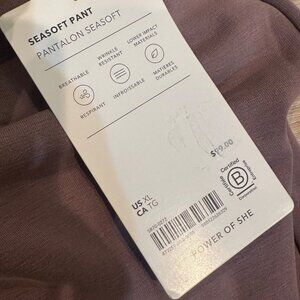 SEASOFT PANT
PANTALON SEASOFT
BREATHABLE
WRINKLE
RESISTANT
LOWER IMPACT
MATERIALS
RESPIRANT
INFROISSABLE
MATIÈRES
DURABLES
$99.00
US XL
CA TG
Certified
B
Corporation
POWER OF SHE